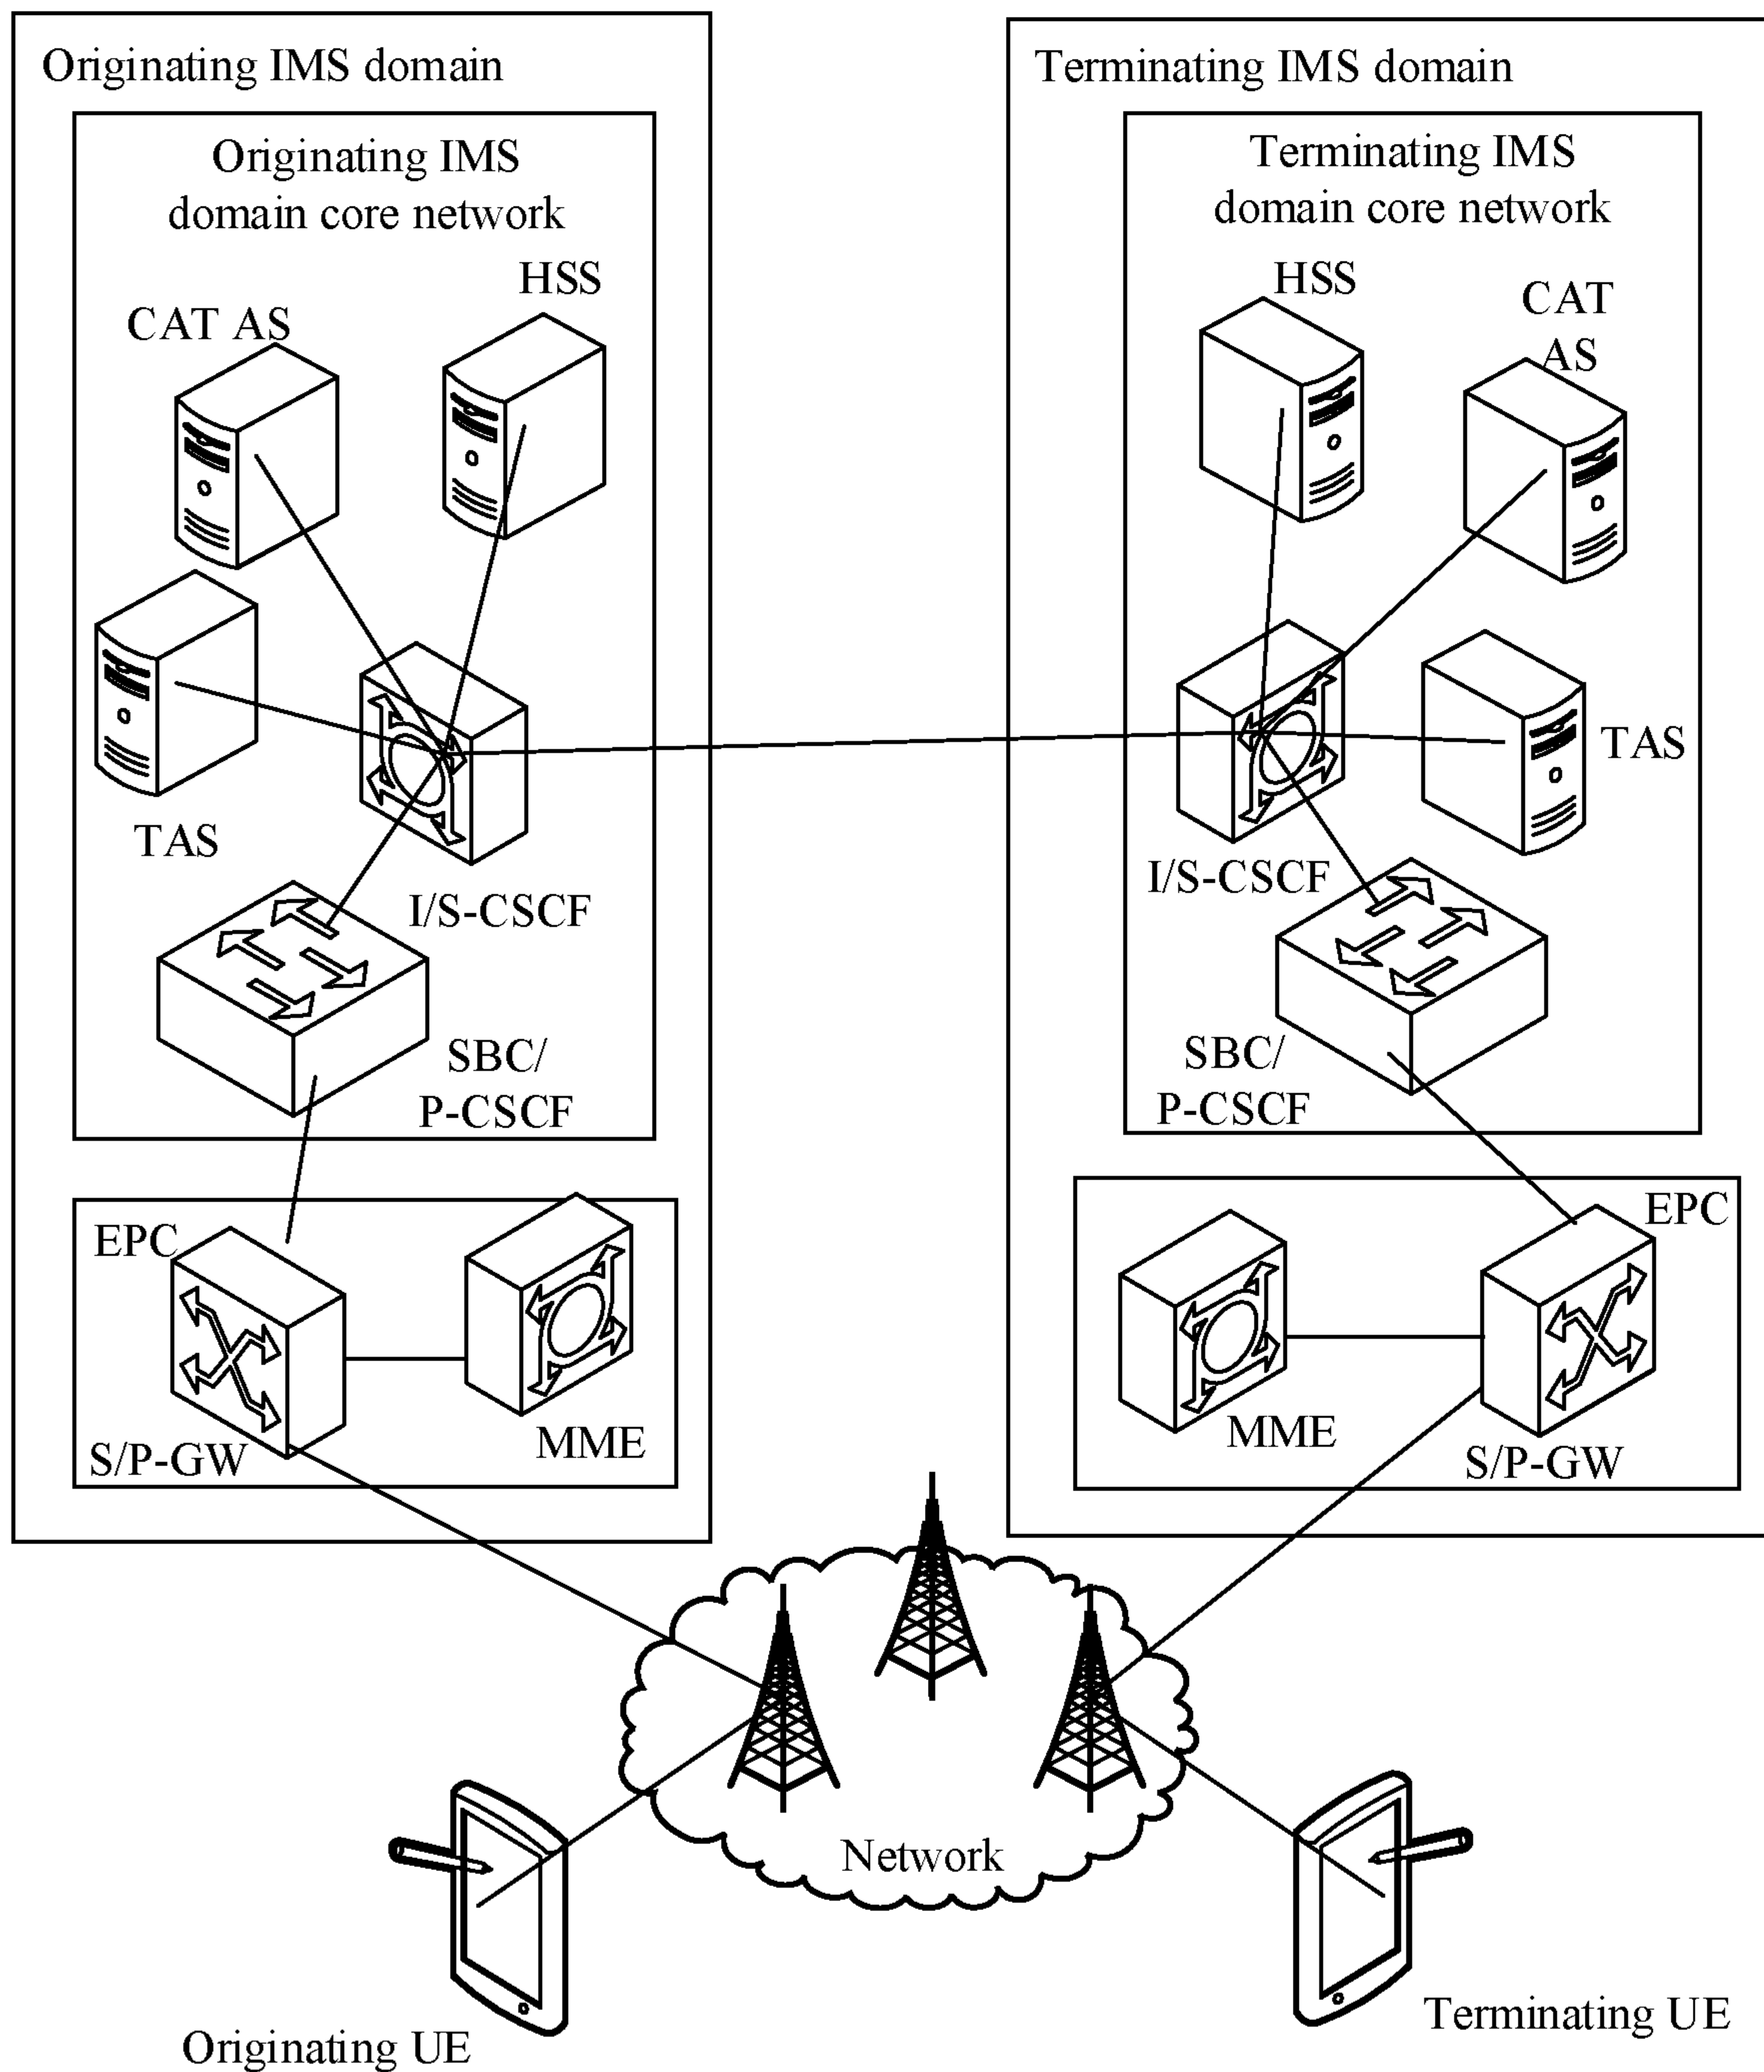 Originating IMS domain
Originating IMS
domain core network
HSS
CAT AS
TAS
I/S-CSCF
SBC/
P-CSCF
EPC
S/P-GW
MME
Terminating IMS domain
Terminating IMS
domain core network
HSS
CAT
AS
TAS
I/S-CSCF
SBC/
P-CSCF
EPC
MME
S/P-GW
Network
Originating UE
Terminating UE